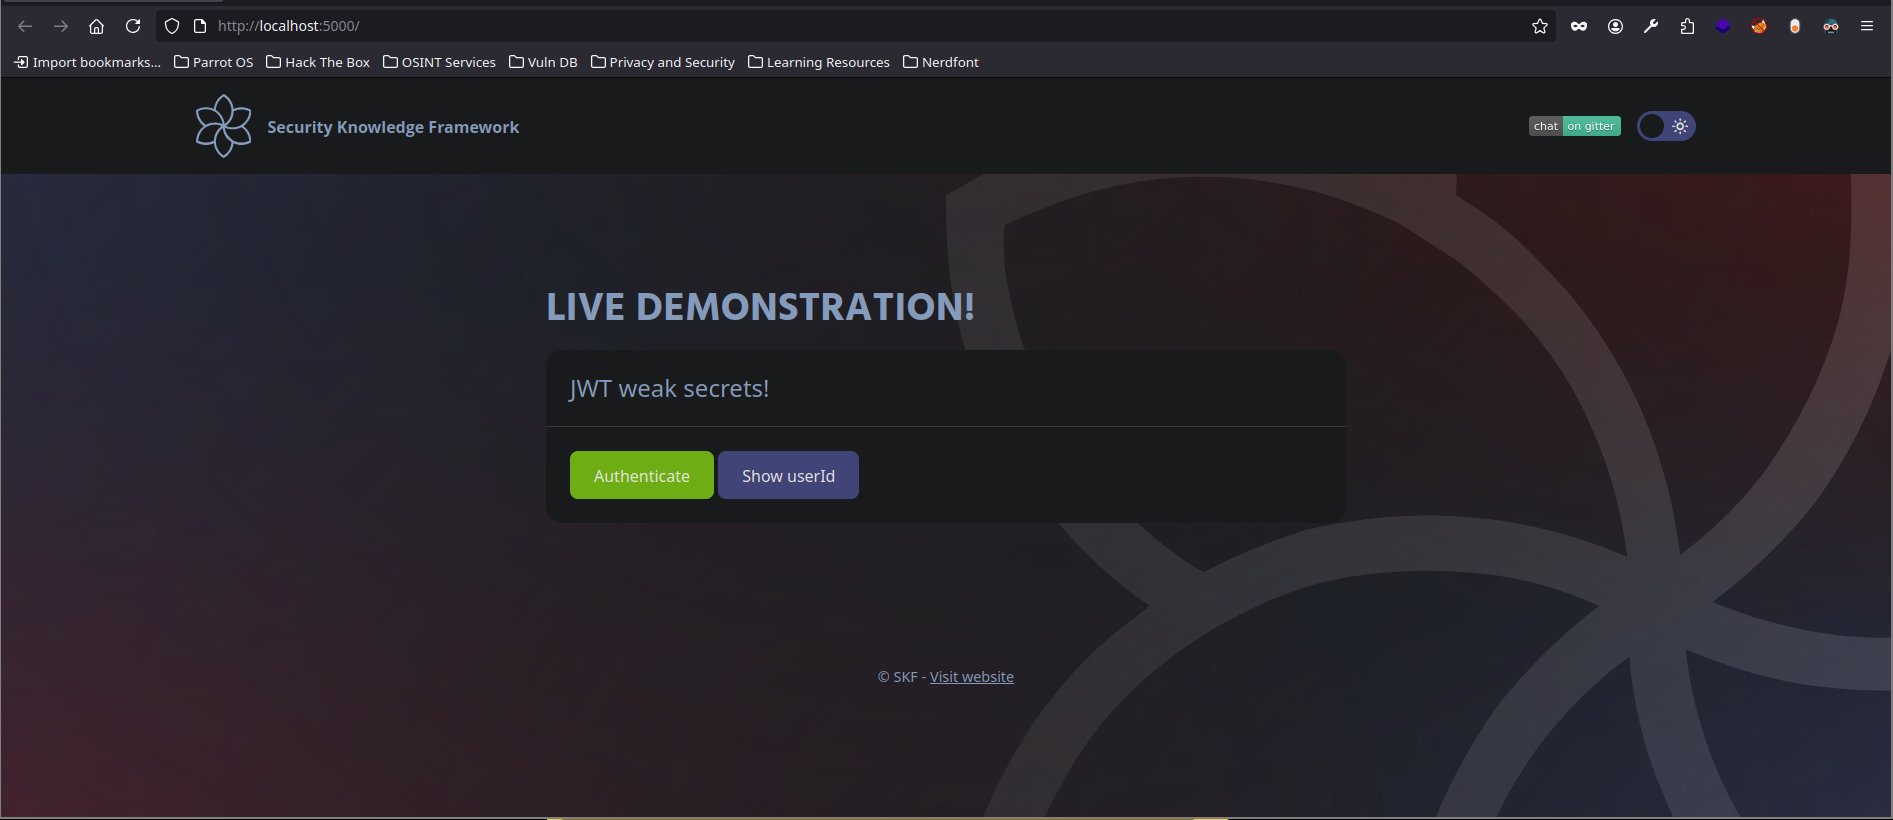 http://localhost:5000/
Import bookmarks... Parrot OS Hack The Box OSINT Services Vuln DB Privacy and Security Learning Resources Nerdfont
Security Knowledge Framework chat on gitter
LIVE DEMONSTRATION!
JWT weak secrets!
Authenticate Show userId
© SKF - Visit website